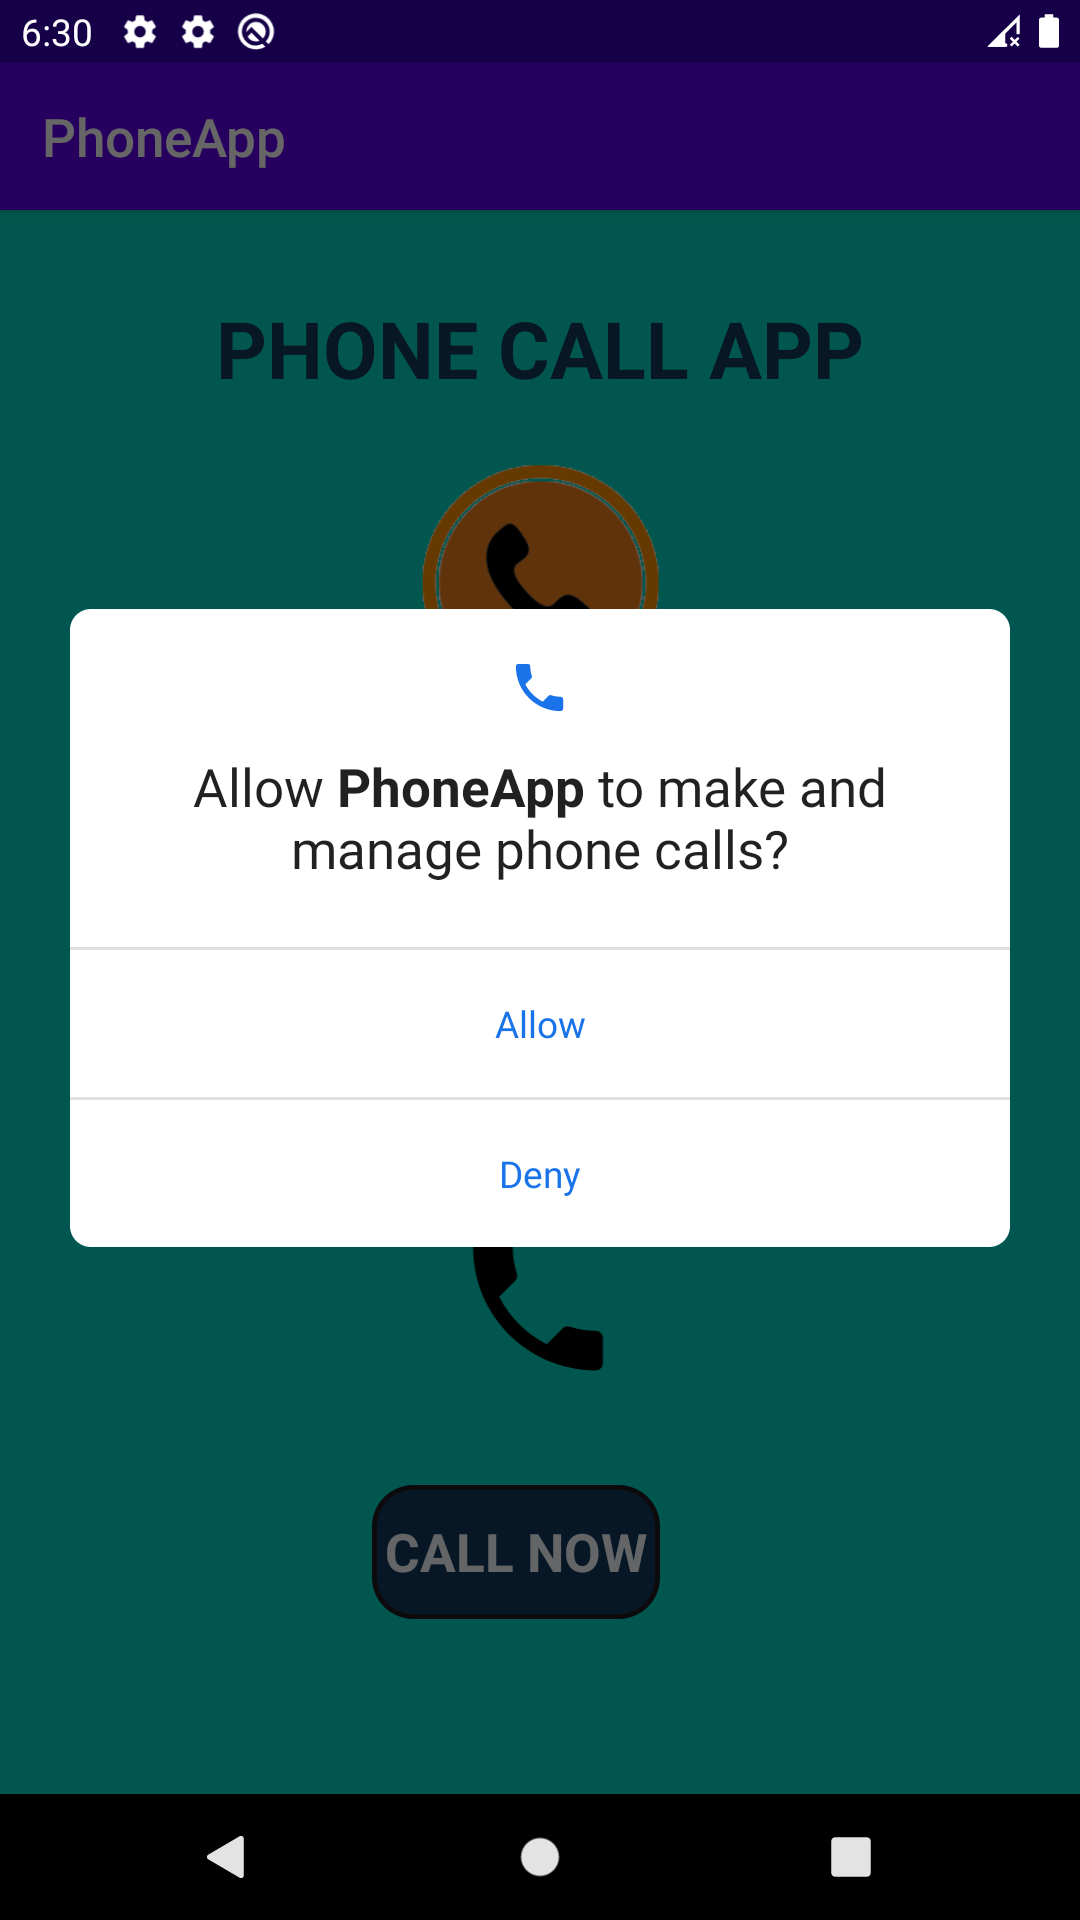 6:30
PhoneApp
PHONE CALL APP
Allow PhoneApp to make and
manage phone calls?
Allow
Deny
CALL NOW